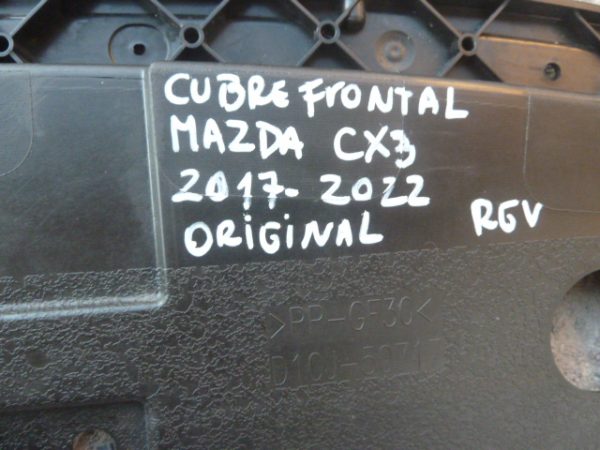 CUBRE FRONTAL
MAZDA CX3
2017-2022
ORIGINAL
RGV
>PP-GF30<